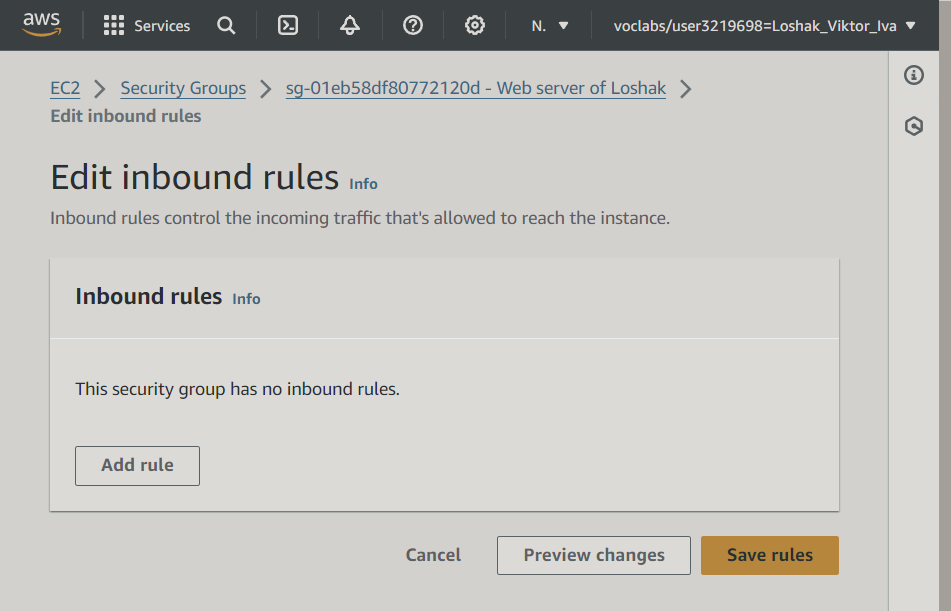 aws Services N. voclabs/user3219698=Loshak_Viktor_Iva
EC2 Security Groups sg-01eb58df80772120d - Web server of Loshak
Edit inbound rules
Edit inbound rules Info
Inbound rules control the incoming traffic that's allowed to reach the instance.
Inbound rules Info
This security group has no inbound rules.
Add rule
Cancel Preview changes Save rules